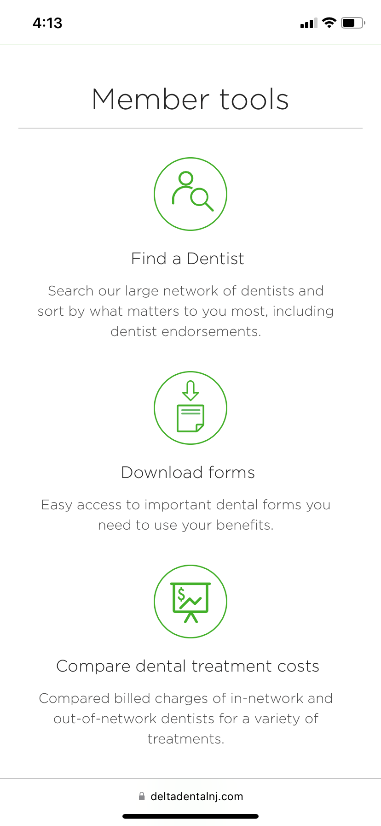 4:13
Member tools
Find a Dentist
Search our large network of dentists and
sort by what matters to you most, including
dentist endorsements.
Download forms
Easy access to important dental forms you
need to use your benefits.
$
Compare dental treatment costs
Compared billed charges of in-network and
out-of-network dentists for a variety of
treatments.
deltadentalnj.com